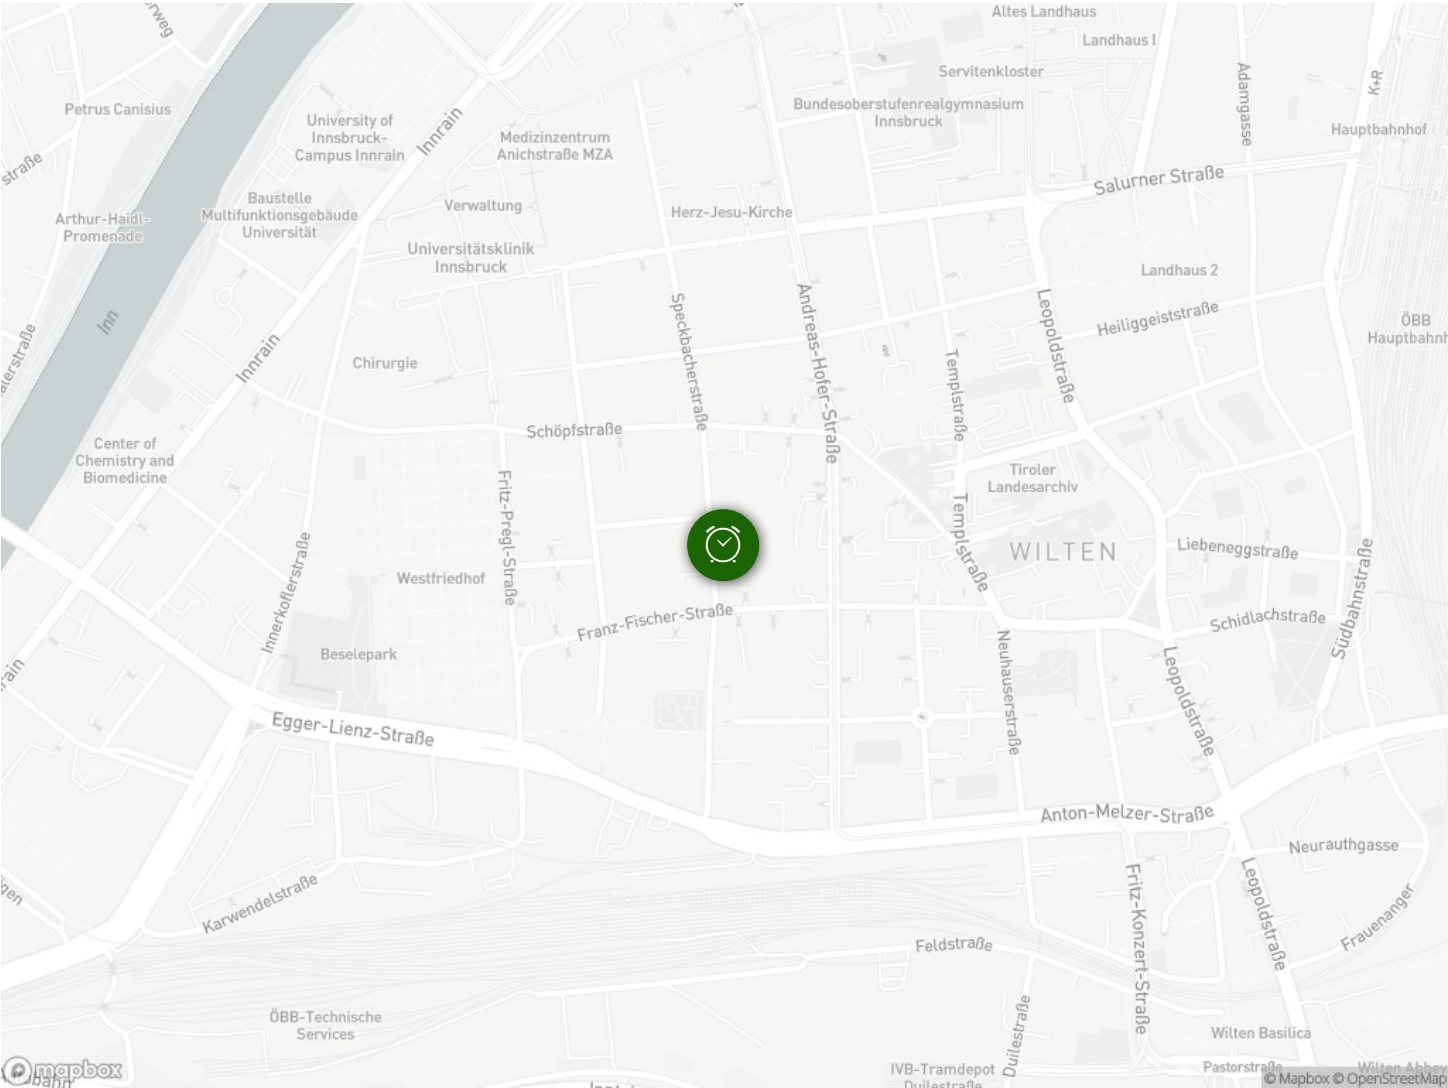 Altes Landhaus
Landhaus I
Servitenkloster
Adamgasse
K+R
Petrus Canisius
University of
Innsbruck-
Campus Innrain
Innrain
Medizinzentrum
Anichstraße MZA
Bundesoberstufenrealgymnasium
Innsbruck
Hauptbahnhof
straße
Salurner Straße
Baustelle
Multifunktionsgebäude
Universität
Verwaltung
Herz-Jesu-Kirche
Arthur-Haidl-
Promenade
Universitätsklinik
Innsbruck
Landhaus 2
Inn
Innrain
Chirurgie
Speckbacherstraße
Andreas-Hofer-Straße
Leopoldstraße
Heiliggeiststraße
ÖBB
Templstraße
Schöpfstraße
Center of
Chemistry and
Biomedicine
Fritz-Pregl-Straße
Tiroler
Landesarchiv
Templstraße
WILTEN
Liebeneggstraße
Innerkoflerstraße
Westfriedhof
Südbahnstraße
Franz-Fischer-Straße
Schidlachstraße
Beselepark
Neuhauserstraße
Leopoldstraße
Egger-Lienz-Straße
Anton-Melzer-Straße
Neurauthgasse
Karwendelstraße
Fritz-Konzert-Straße
Leopoldstraße
Frauenanger
Feldstraße
ÖBB-Technische
Services
Duilestraße
Wilten Basilica
IVB-Tramdepot
Duilestraße
Pastorstraße
Wilten Abbey
mapbox
© Mapbox © OpenStreetMap